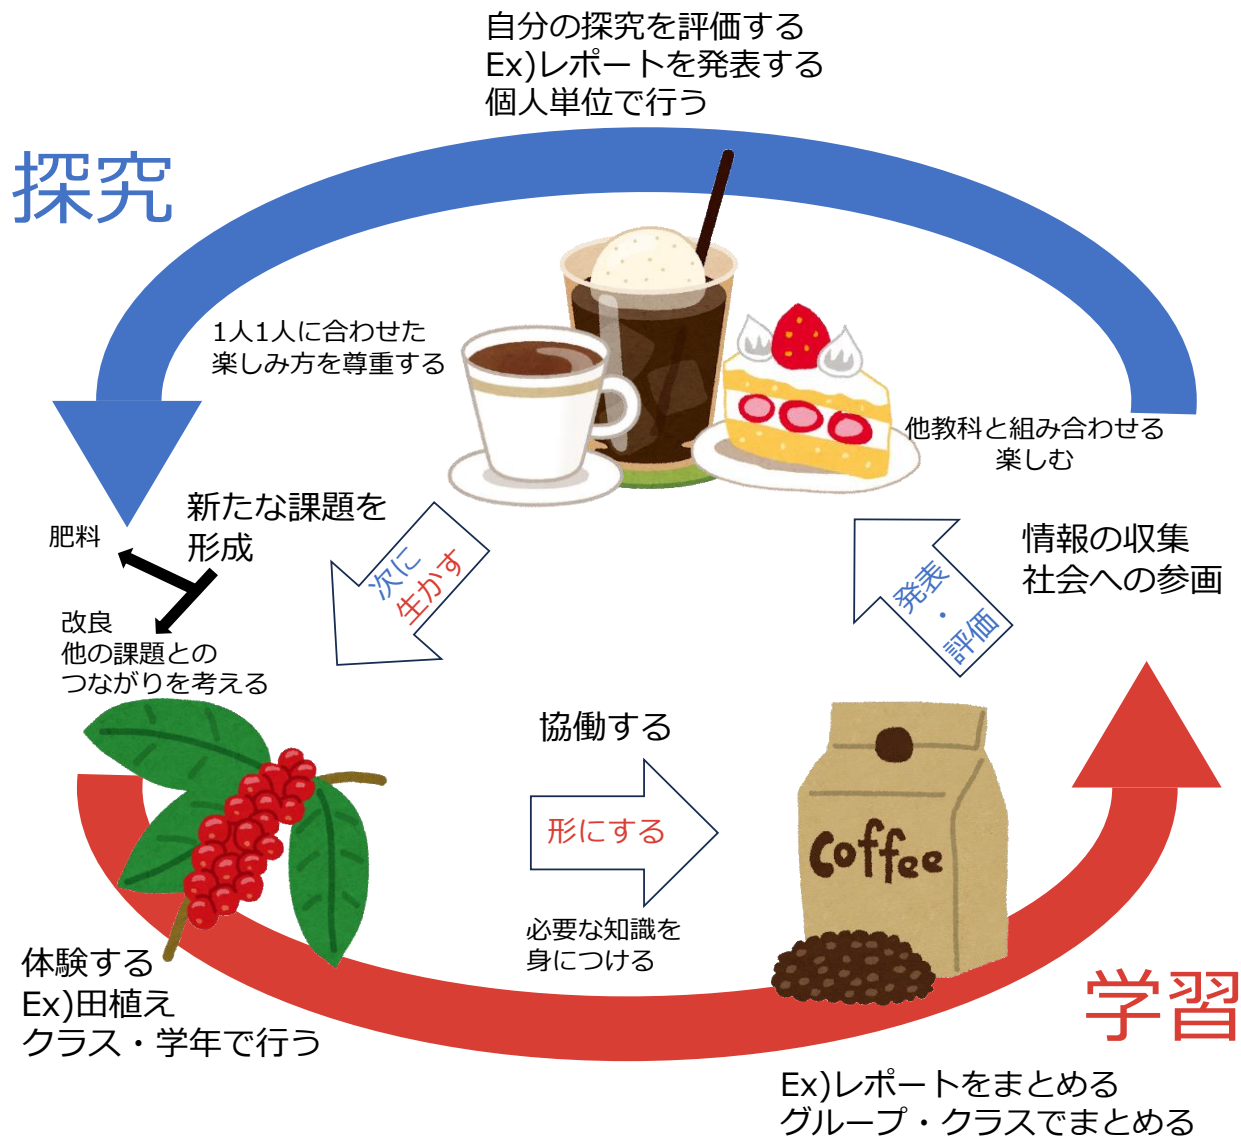 自分の探究を評価する
Ex)レポートを発表する
個人単位で行う
探究
1人1人に合わせた
楽しみ方を尊重する
他教科と組み合わせる
楽しむ
新たな課題を
形成
肥料
改良
他の課題との
つながりを考える
次に
生かす
発表
・
評価
情報の収集
社会への参画
協働する
形にする
必要な知識を
身につける
Coffee
体験する
Ex)田植え
クラス・学年で行う
学習
Ex)レポートをまとめる
グループ・クラスでまとめる